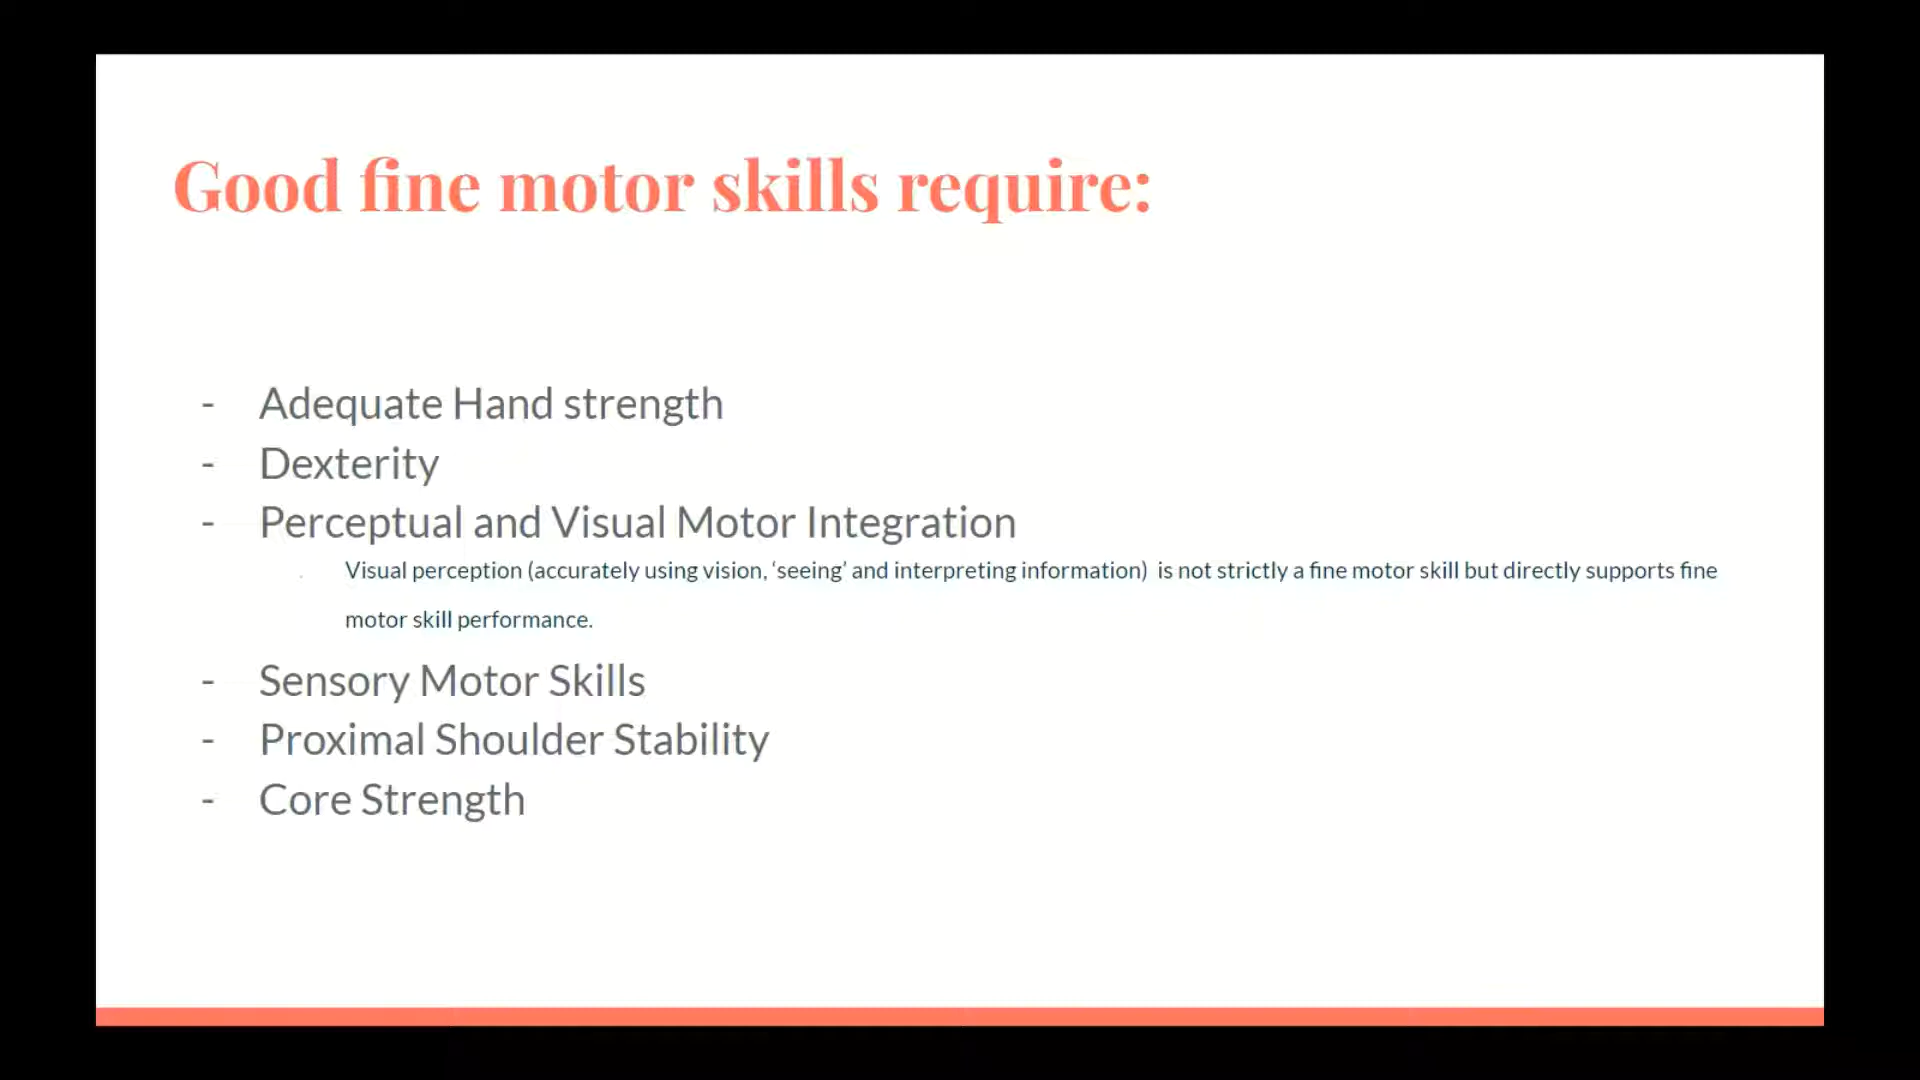 Good fine motor skills require:
- Adequate Hand strength
- Dexterity
- Perceptual and Visual Motor Integration
Visual perception (accurately using vision, ‘seeing’ and interpreting information)  is not strictly a fine motor skill but directly supports fine
motor skill performance.
- Sensory Motor Skills
- Proximal Shoulder Stability
- Core Strength